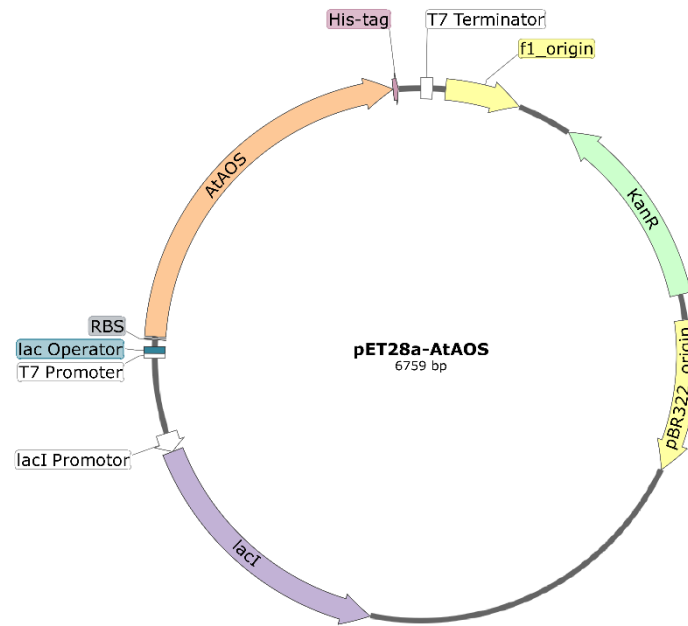 His-tag
T7 Terminator
f1_origin
AtAOS
KanR
RBS
lac Operator
T7 Promoter
pET28a-AtAOS
6759 bp
pBR322_origin
lacI Promotor
lacI